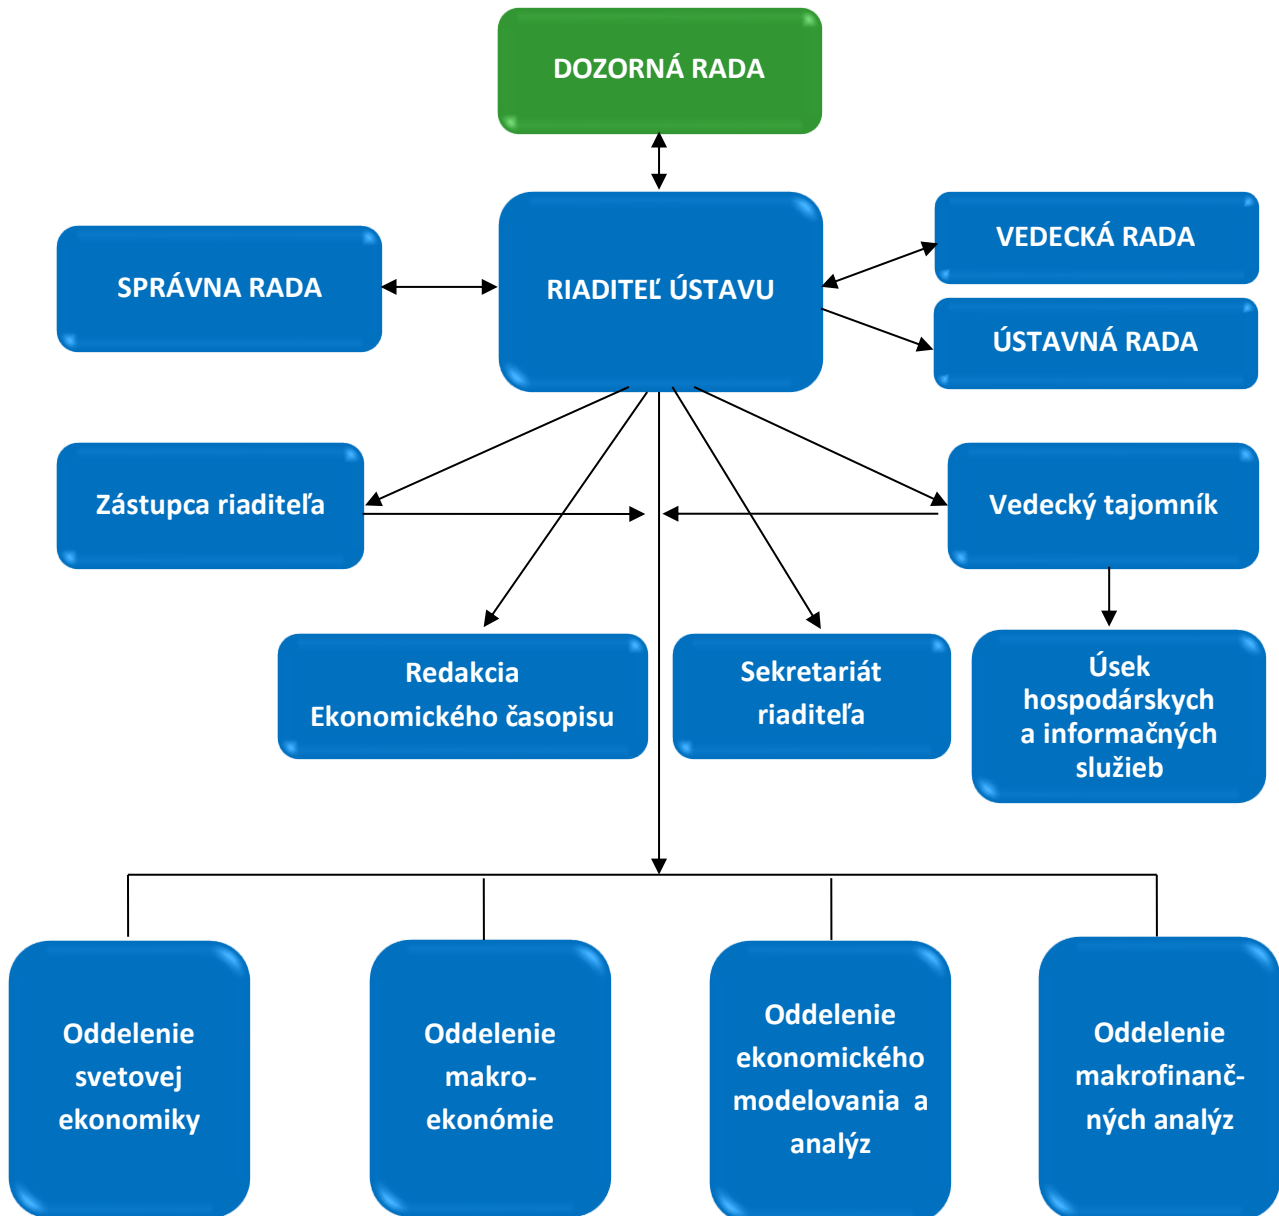 DOZORNÁ RADA
SPRÁVNA RADA
RIADITEĽ ÚSTAVU
VEDECKÁ RADA
ÚSTAVNÁ RADA
Zástupca riaditeľa
Vedecký tajomník
Redakcia
Ekonomického časopisu
Sekretariát
riaditeľa
Úsek
hospodárskych
a informačných
služieb
Oddelenie
svetovej
ekonomiky
Oddelenie
makro-
ekonómie
Oddelenie
ekonomického
modelovania a
analýz
Oddelenie
makrofinanč-
ných analýz